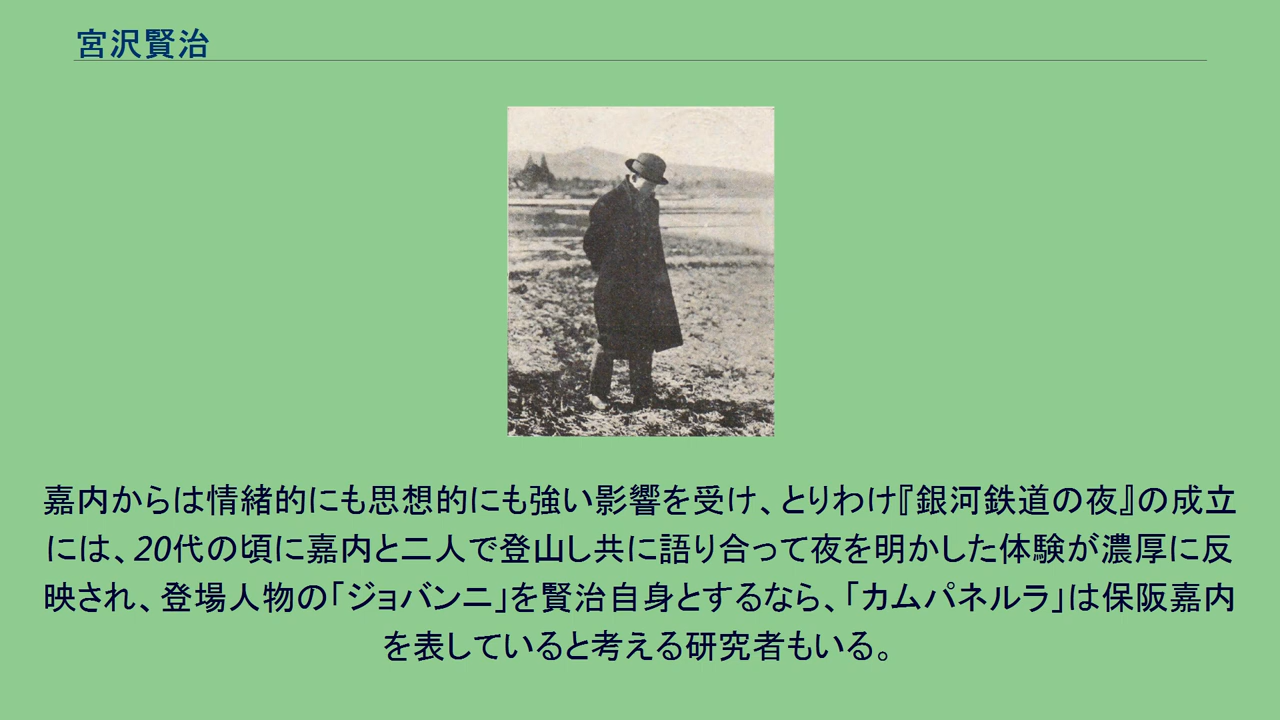 宮沢賢治
嘉内からは情緒的にも思想的にも強い影響を受け、とりわけ『銀河鉄道の夜』の成立
には、20代の頃に嘉内と二人で登山し共に語り合って夜を明かした体験が濃厚に反
映され、登場人物の「ジョバンニ」を賢治自身とするなら、「カムパネルラ」は保阪嘉内
を表していると考える研究者もいる。